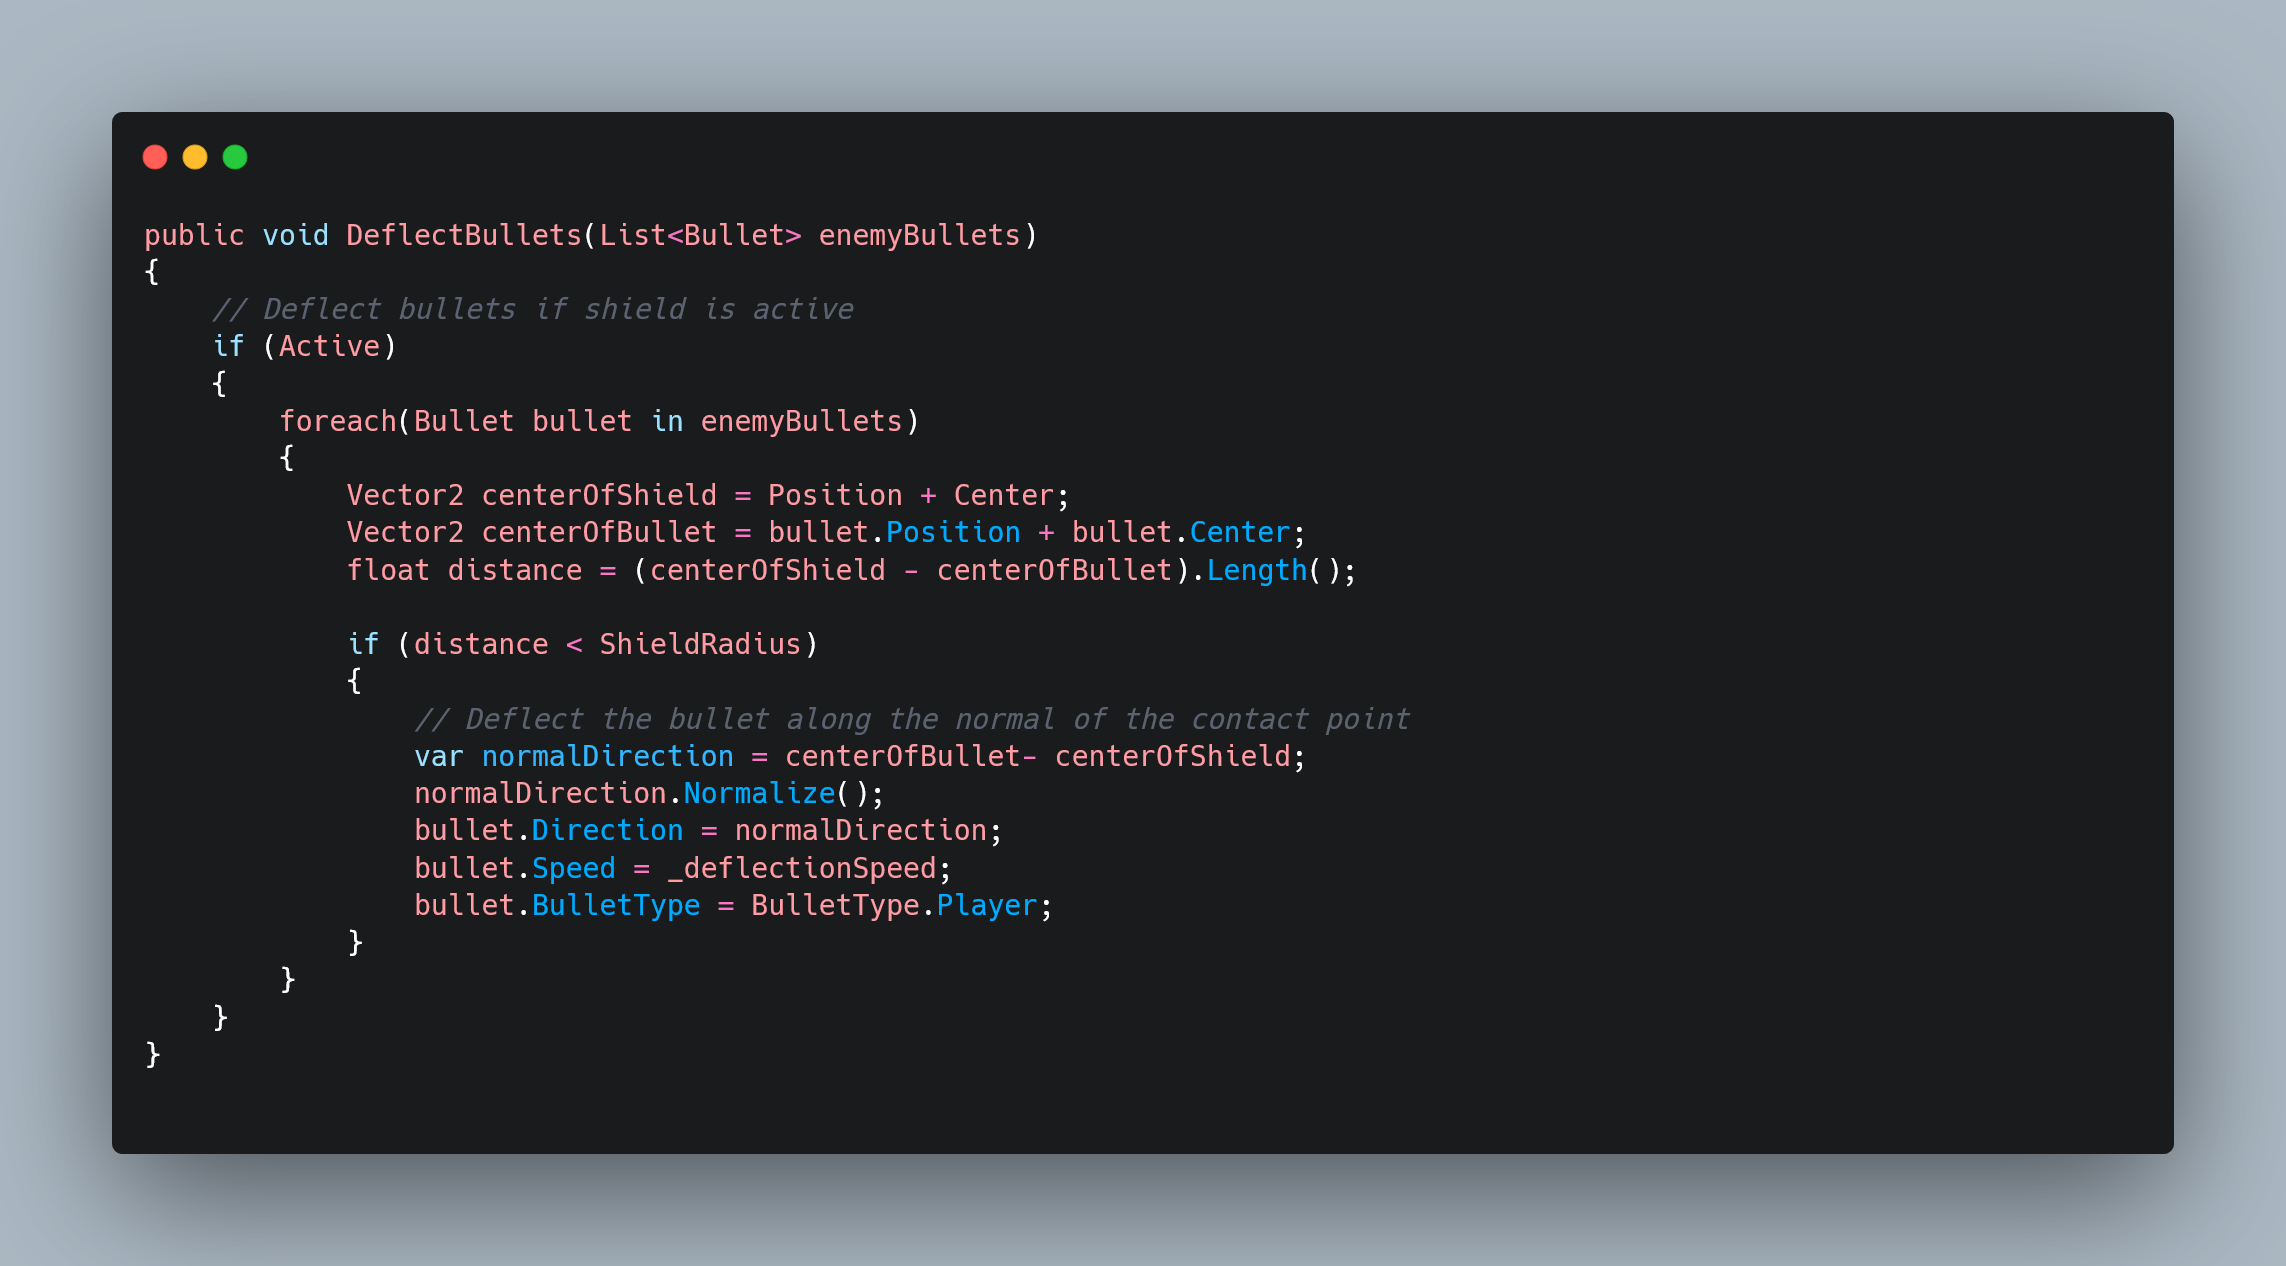 public void DeflectBullets(List<Bullet> enemyBullets)
{
    // Deflect bullets if shield is active
    if (Active)
    {
        foreach(Bullet bullet in enemyBullets)
        {
            Vector2 centerOfShield = Position + Center;
            Vector2 centerOfBullet = bullet.Position + bullet.Center;
            float distance = (centerOfShield - centerOfBullet).Length();

            if (distance < ShieldRadius)
            {
                // Deflect the bullet along the normal of the contact point
                var normalDirection = centerOfBullet- centerOfShield;
                normalDirection.Normalize();
                bullet.Direction = normalDirection;
                bullet.Speed = _deflectionSpeed;
                bullet.BulletType = BulletType.Player;
            }
        }
    }
}